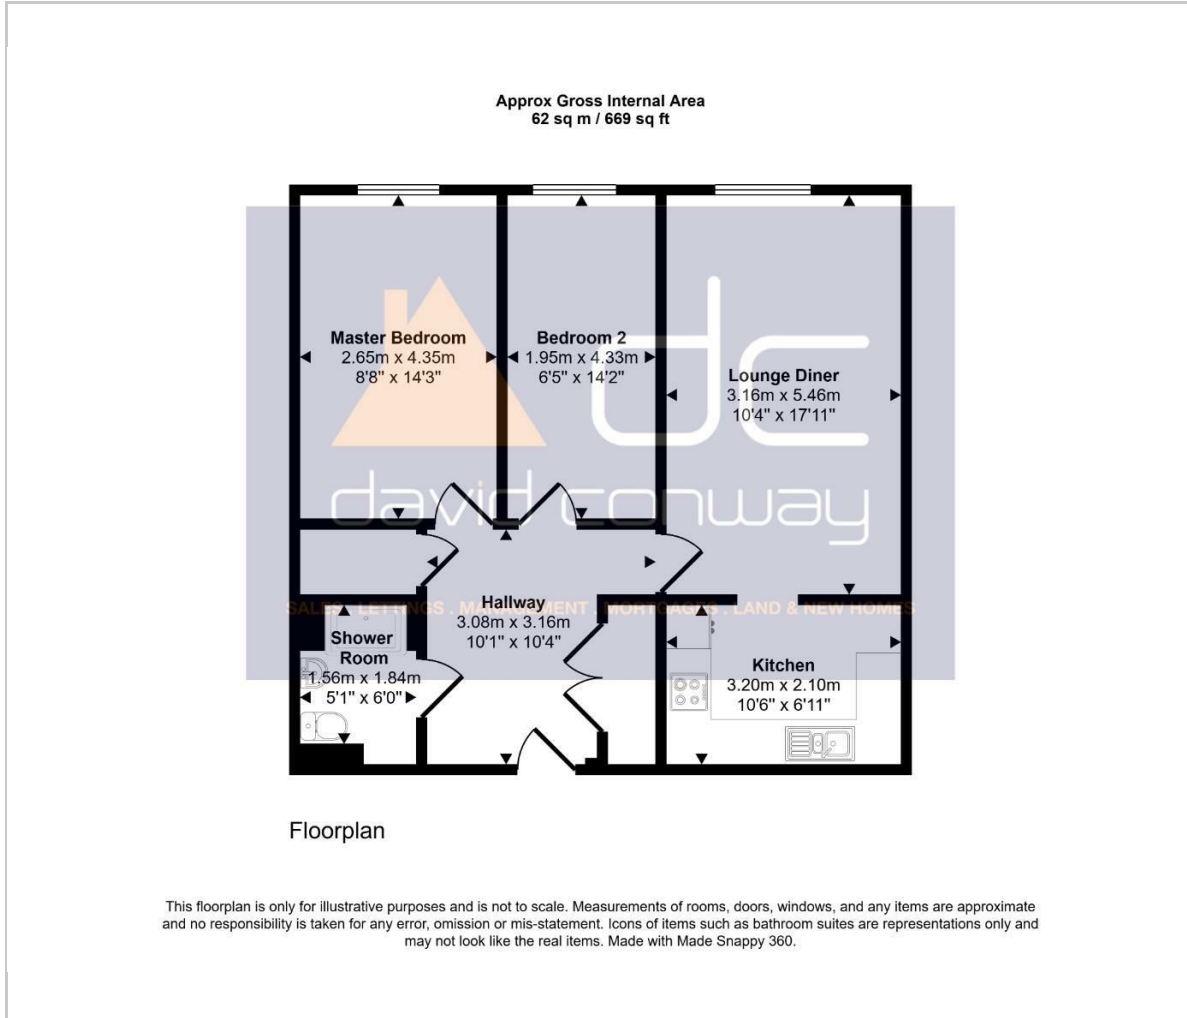 Approx Gross Internal Area
62 sq m / 669 sq ft
Master Bedroom
2.65m x 4.35m
8'8" x 14'3"
Bedroom 2
1.95m x 4.33m
6'5" x 14'2"
Lounge Diner
3.16m x 5.46m
10'4" x 17'11"
dc
david conway
SALES . LETTINGS . MANAGEMENT . MORTGAGES . LAND & NEW HOMES
Hallway
3.08m x 3.16m
10'1" x 10'4"
Shower
Room
1.56m x 1.84m
5'1" x 6'0"
Kitchen
3.20m x 2.10m
10'6" x 6'11"
Floorplan
This floorplan is only for illustrative purposes and is not to scale. Measurements of rooms, doors, windows, and any items are approximate
and no responsibility is taken for any error, omission or mis-statement. Icons of items such as bathroom suites are representations only and
may not look like the real items. Made with Made Snappy 360.